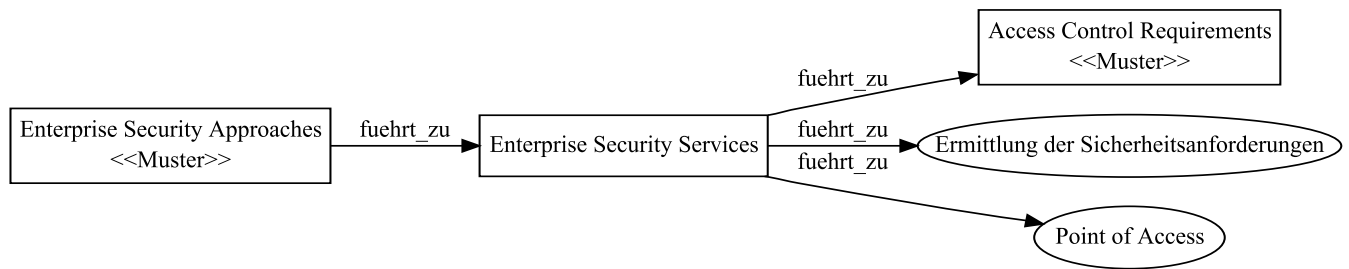 Access Control Requirements
<<Muster>>
fuehrt_zu
Enterprise Security Approaches
<<Muster>>
fuehrt_zu
Enterprise Security Services
fuehrt_zu
Ermittlung der Sicherheitsanforderungen
fuehrt_zu
Point of Access